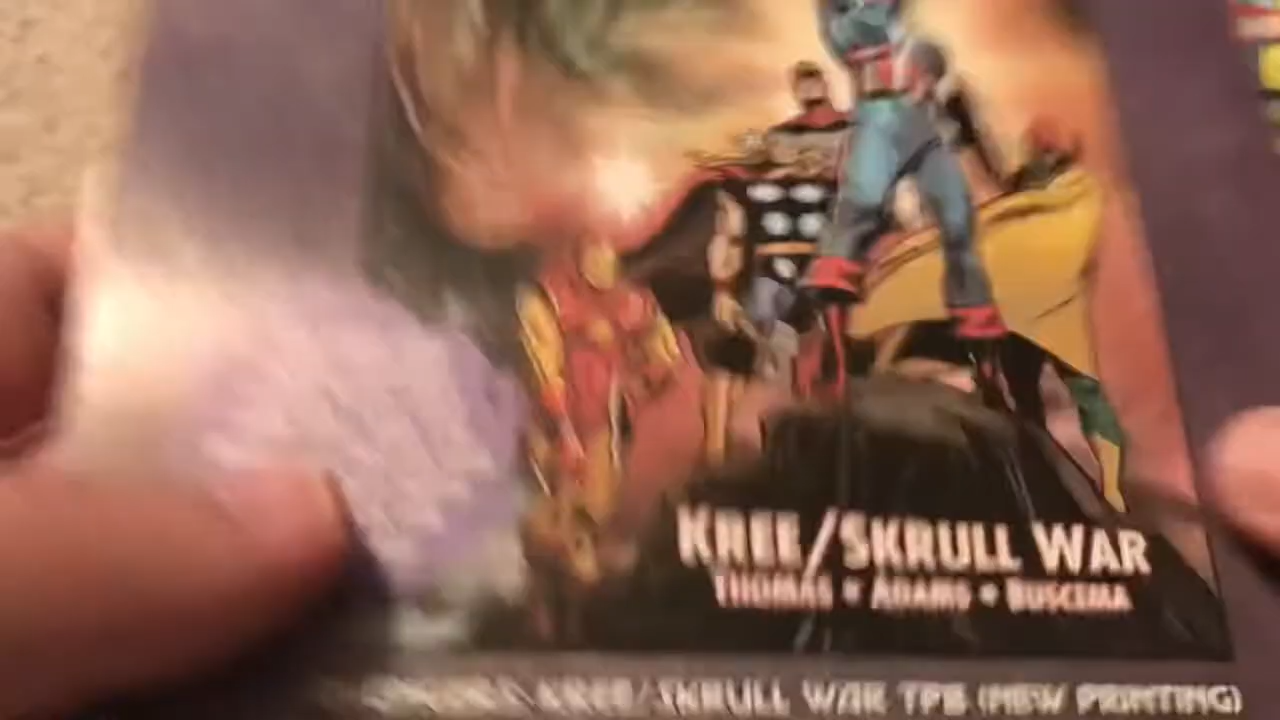 KREE/SKRULL WAR
THOMAS • ADAMS • BUSCEMA
KREE/SKRULL WAR TPB (NEW PRINTING)